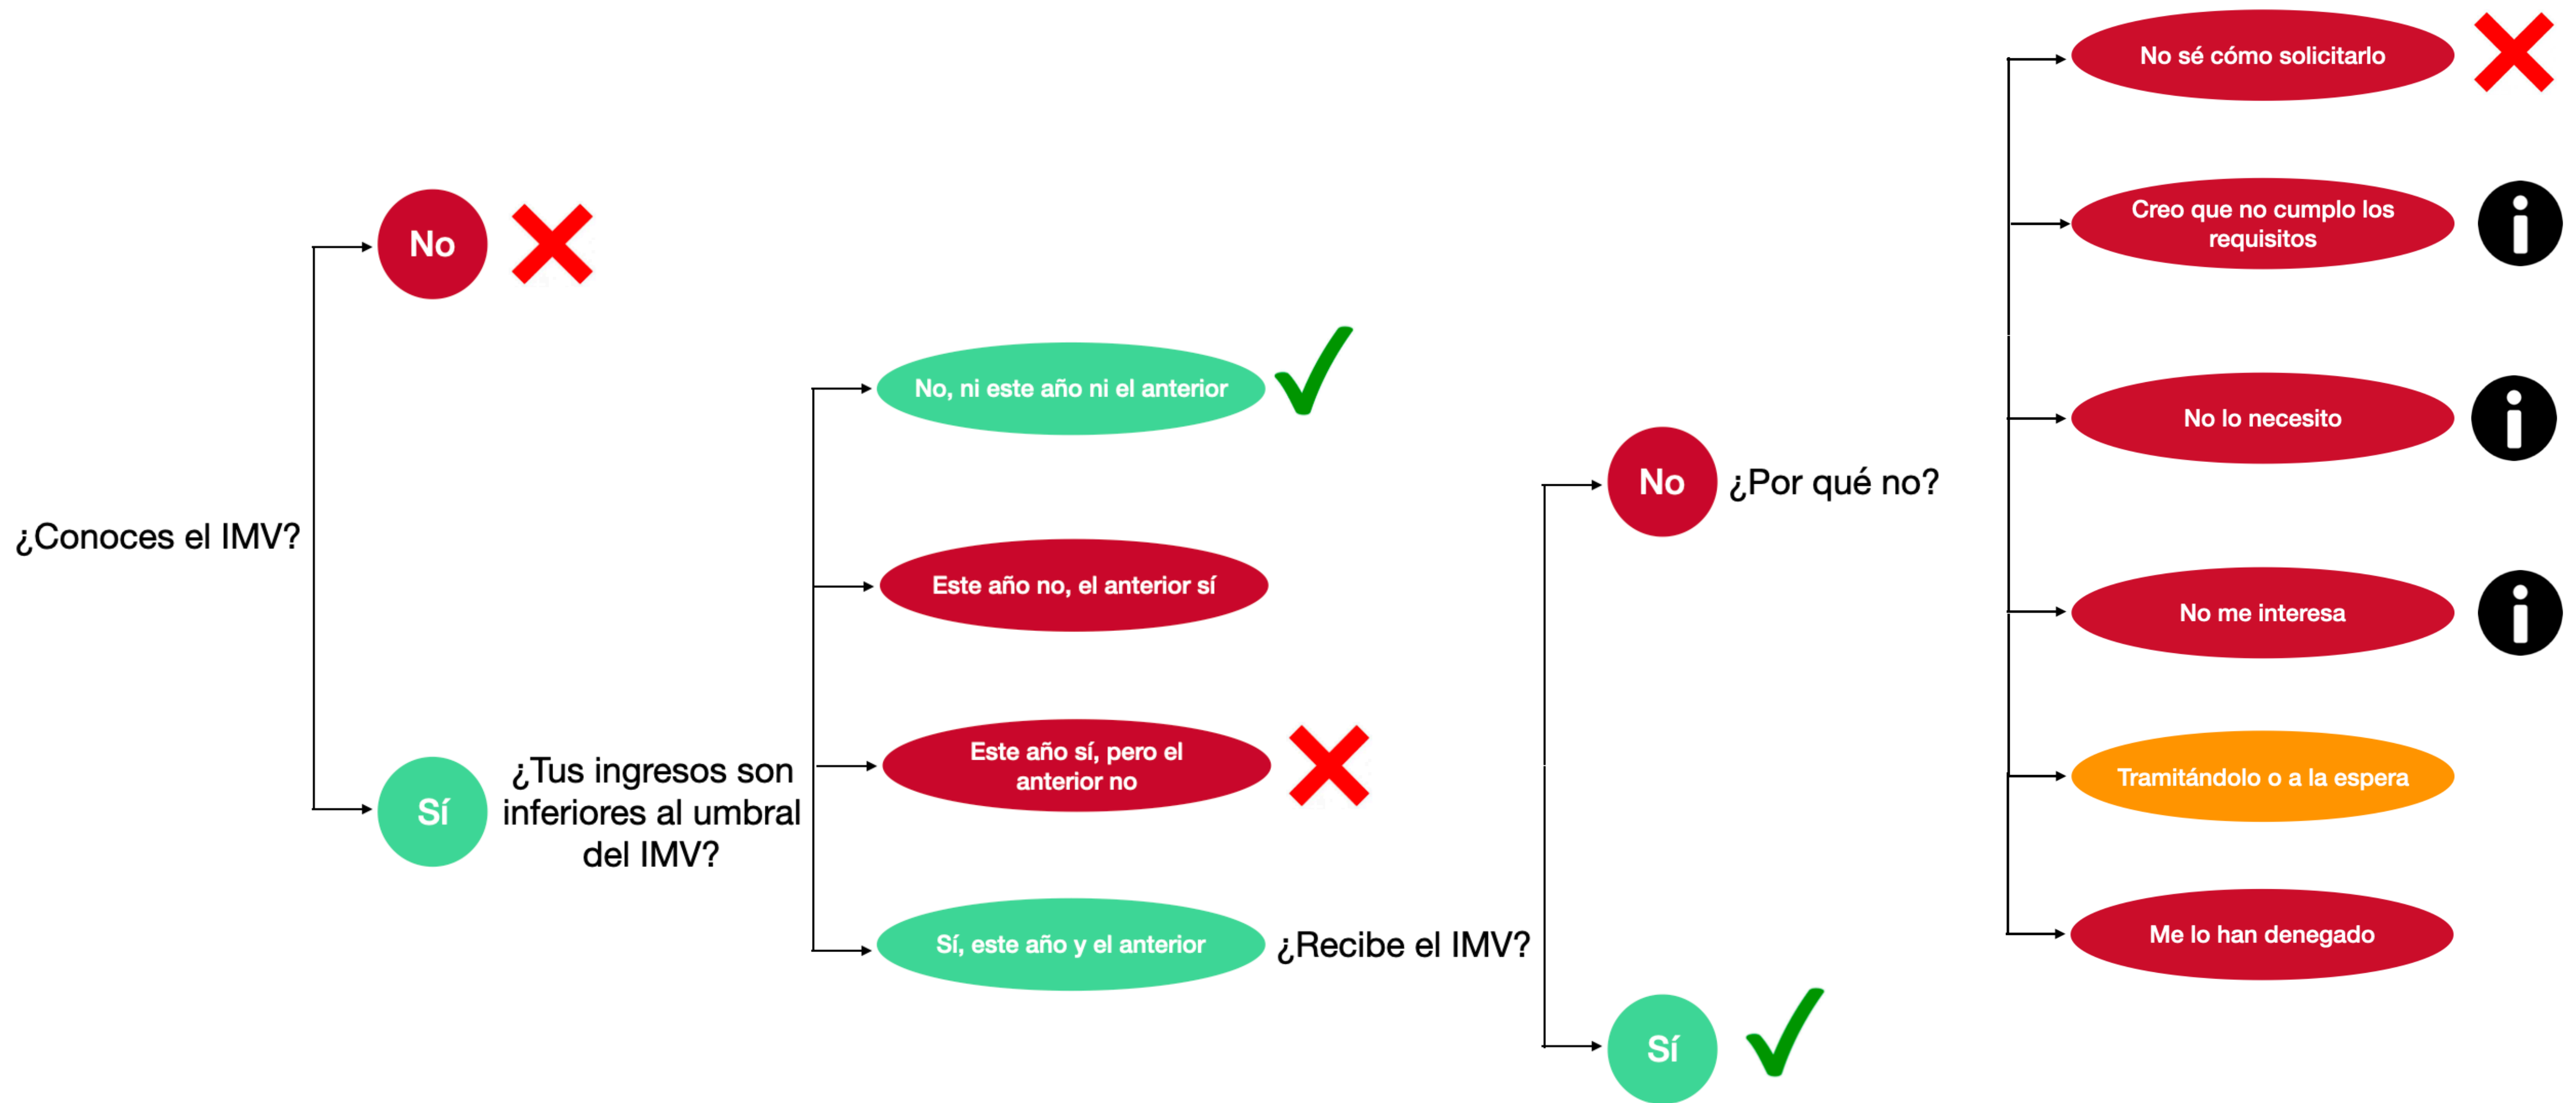 ¿Conoces el IMV?
No
Sí
¿Tus ingresos son
inferiores al umbral
del IMV?
No, ni este año ni el anterior
Este año no, el anterior sí
Este año sí, pero el
anterior no
Sí, este año y el anterior
¿Recibe el IMV?
No
¿Por qué no?
Sí
No sé cómo solicitarlo
Creo que no cumplo los
requisitos
No lo necesito
No me interesa
Tramitándolo o a la espera
Me lo han denegado